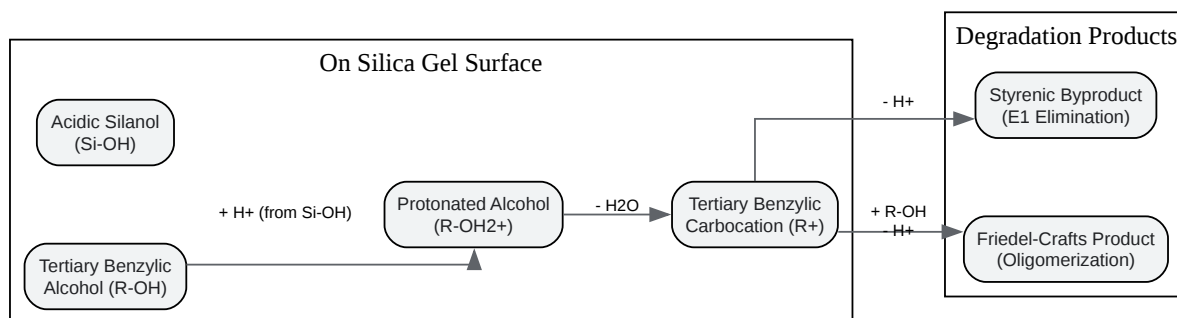 Degradation Products
On Silica Gel Surface
Styrenic Byproduct
(E1 Elimination)
- H+
Acidic Silanol
(Si-OH)
+ H+ (from Si-OH)
Protonated Alcohol
(R-OH2+)
- H2O
Tertiary Benzylic
Carbocation (R+)
+ R-OH
- H+
Friedel-Crafts Product
(Oligomerization)
Tertiary Benzylic
Alcohol (R-OH)